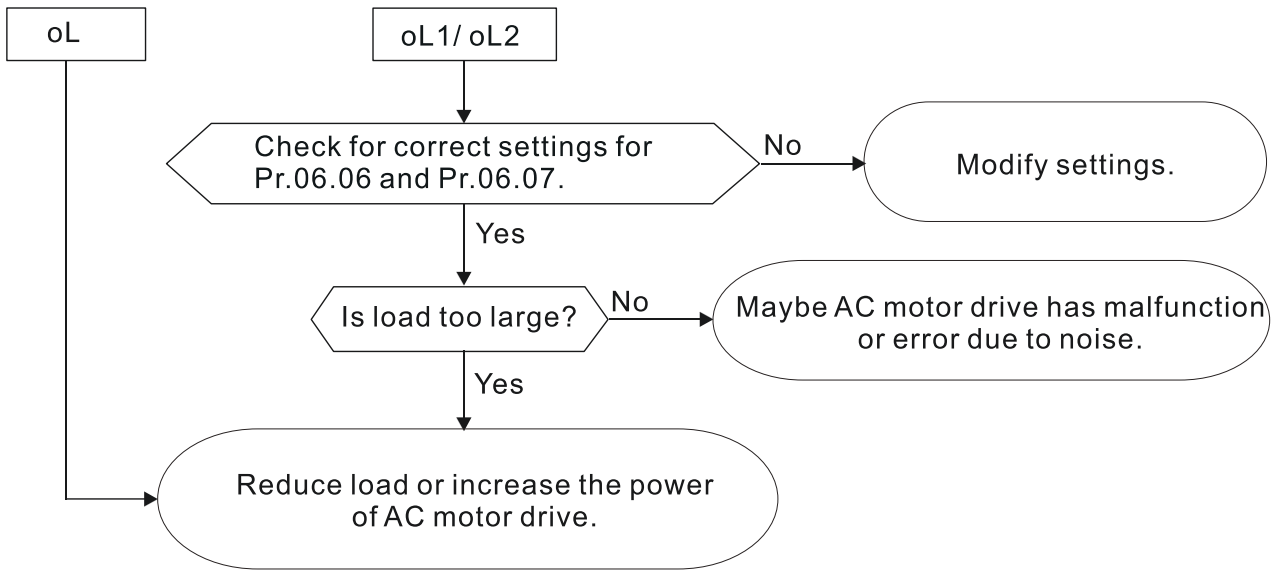 oL
oL1/ oL2
Check for correct settings for
Pr.06.06 and Pr.06.07.
No
Modify settings.
Yes
Is load too large?
No
Maybe AC motor drive has malfunction
or error due to noise.
Yes
Reduce load or increase the power
of AC motor drive.